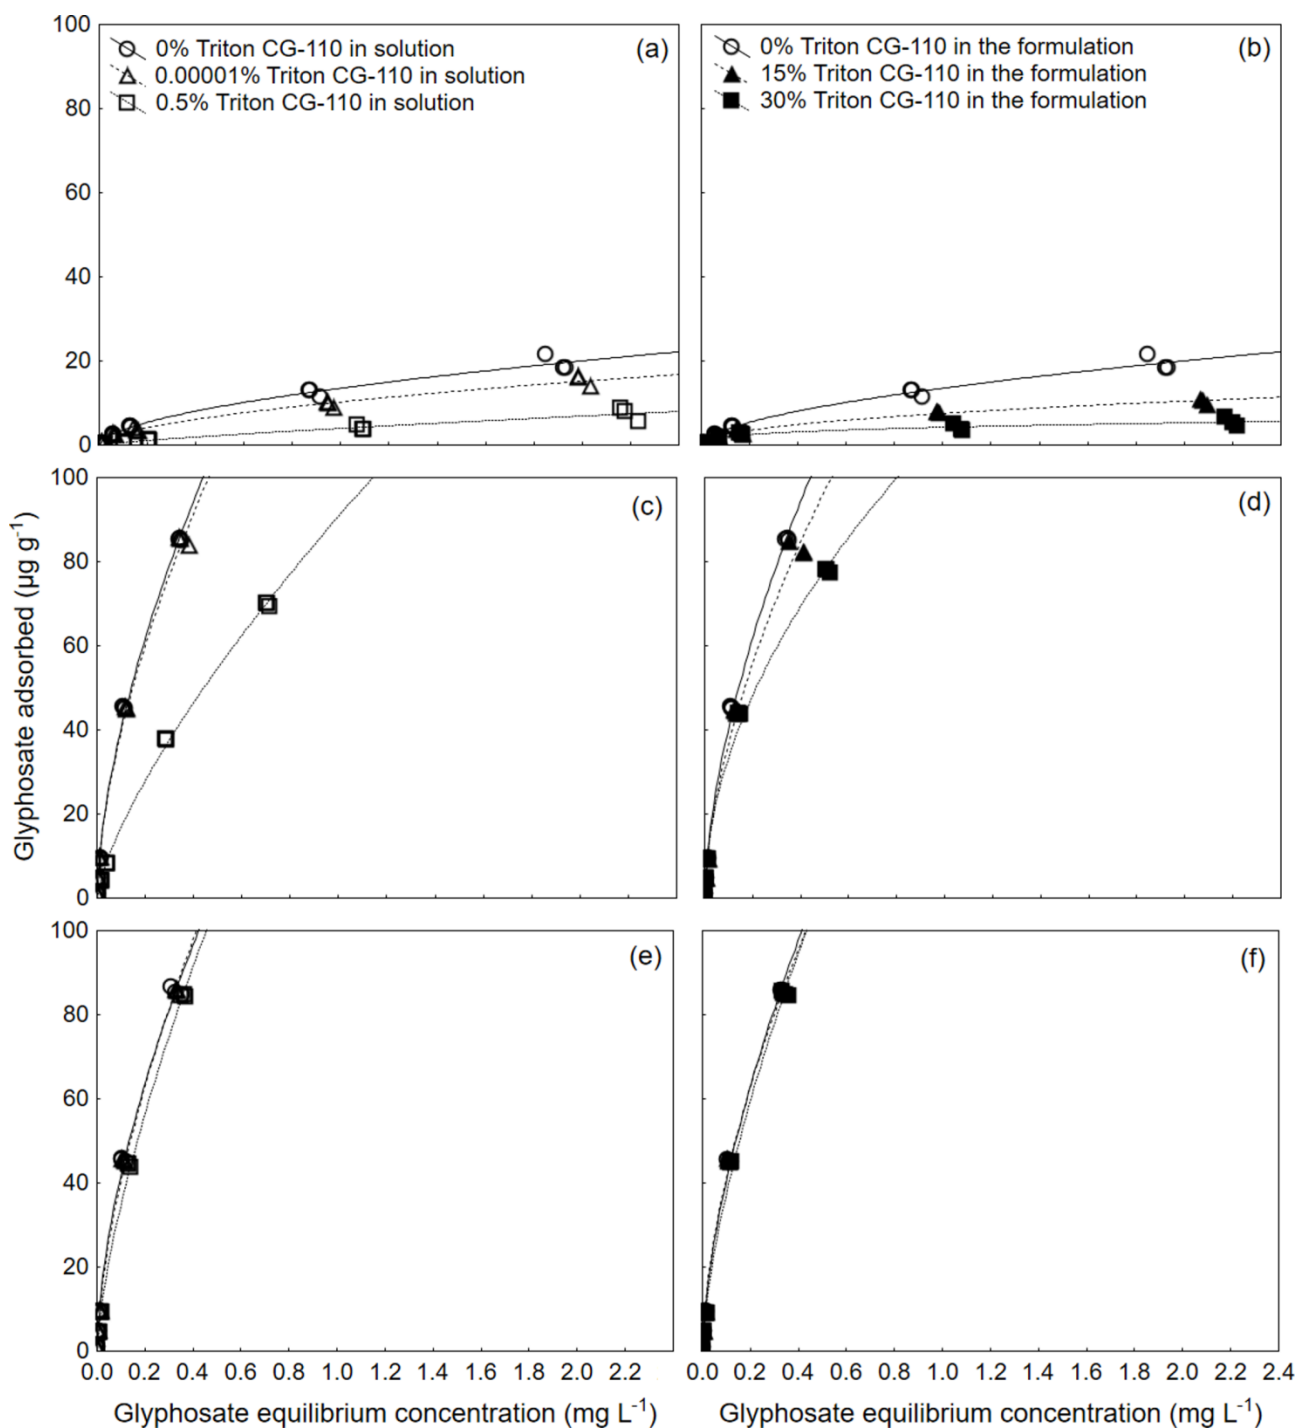 100
80
60
40
20
0
(a)
0% Triton CG-110 in solution
0.00001% Triton CG-110 in solution
0.5% Triton CG-110 in solution
(b)
0% Triton CG-110 in the formulation
15% Triton CG-110 in the formulation
30% Triton CG-110 in the formulation
Glyphosate adsorbed (µg g⁻¹)
100
80
60
40
20
0
(c)
(d)
100
80
60
40
20
0
(e)
(f)
0.0 0.2 0.4 0.6 0.8 1.0 1.2 1.4 1.6 1.8 2.0 2.2
0.0 0.2 0.4 0.6 0.8 1.0 1.2 1.4 1.6 1.8 2.0 2.2 2.4
Glyphosate equilibrium concentration (mg L⁻¹)
Glyphosate equilibrium concentration (mg L⁻¹)